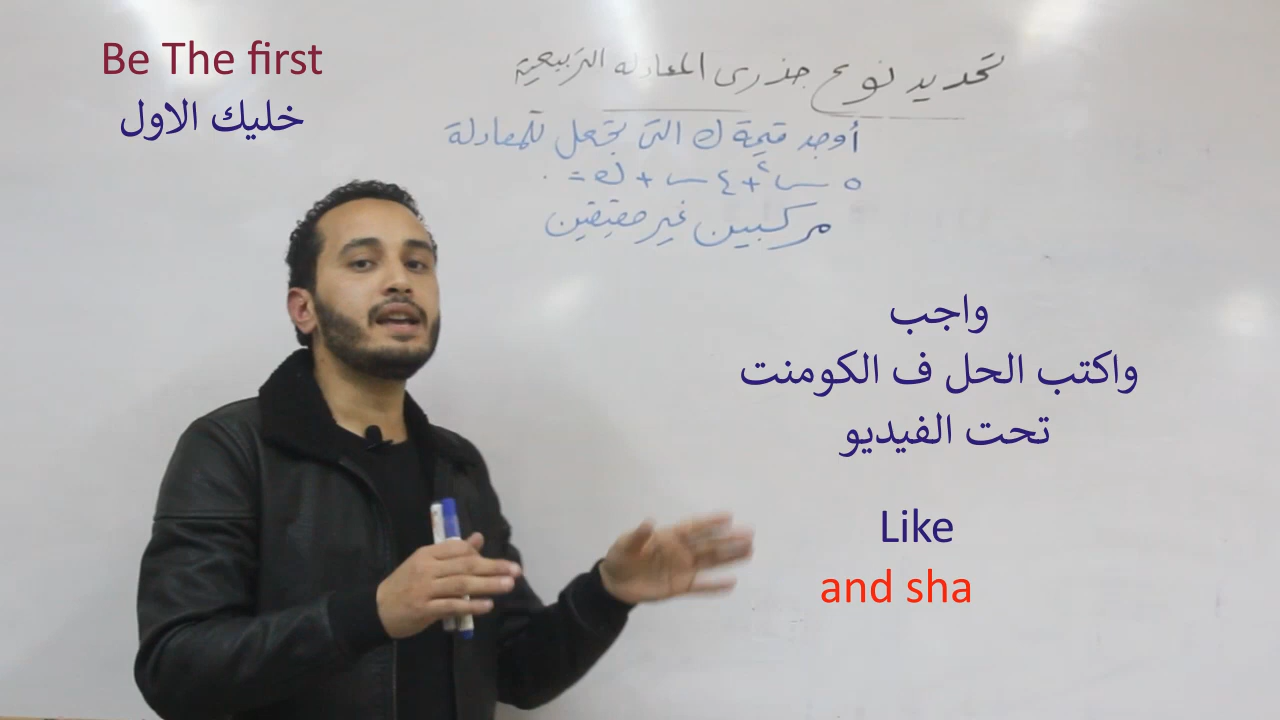 Be The first
خليك الاول
تحديد نوع جذرى المعادله التربيعية
أوجد قيمة ك التى تجعل للمعادلة
٥ س٢ + ٤ س + ك = ٠
مركبين غير حقيقين
واجب
واكتب الحل ف الكومنت
تحت الفيديو
Like
and sha